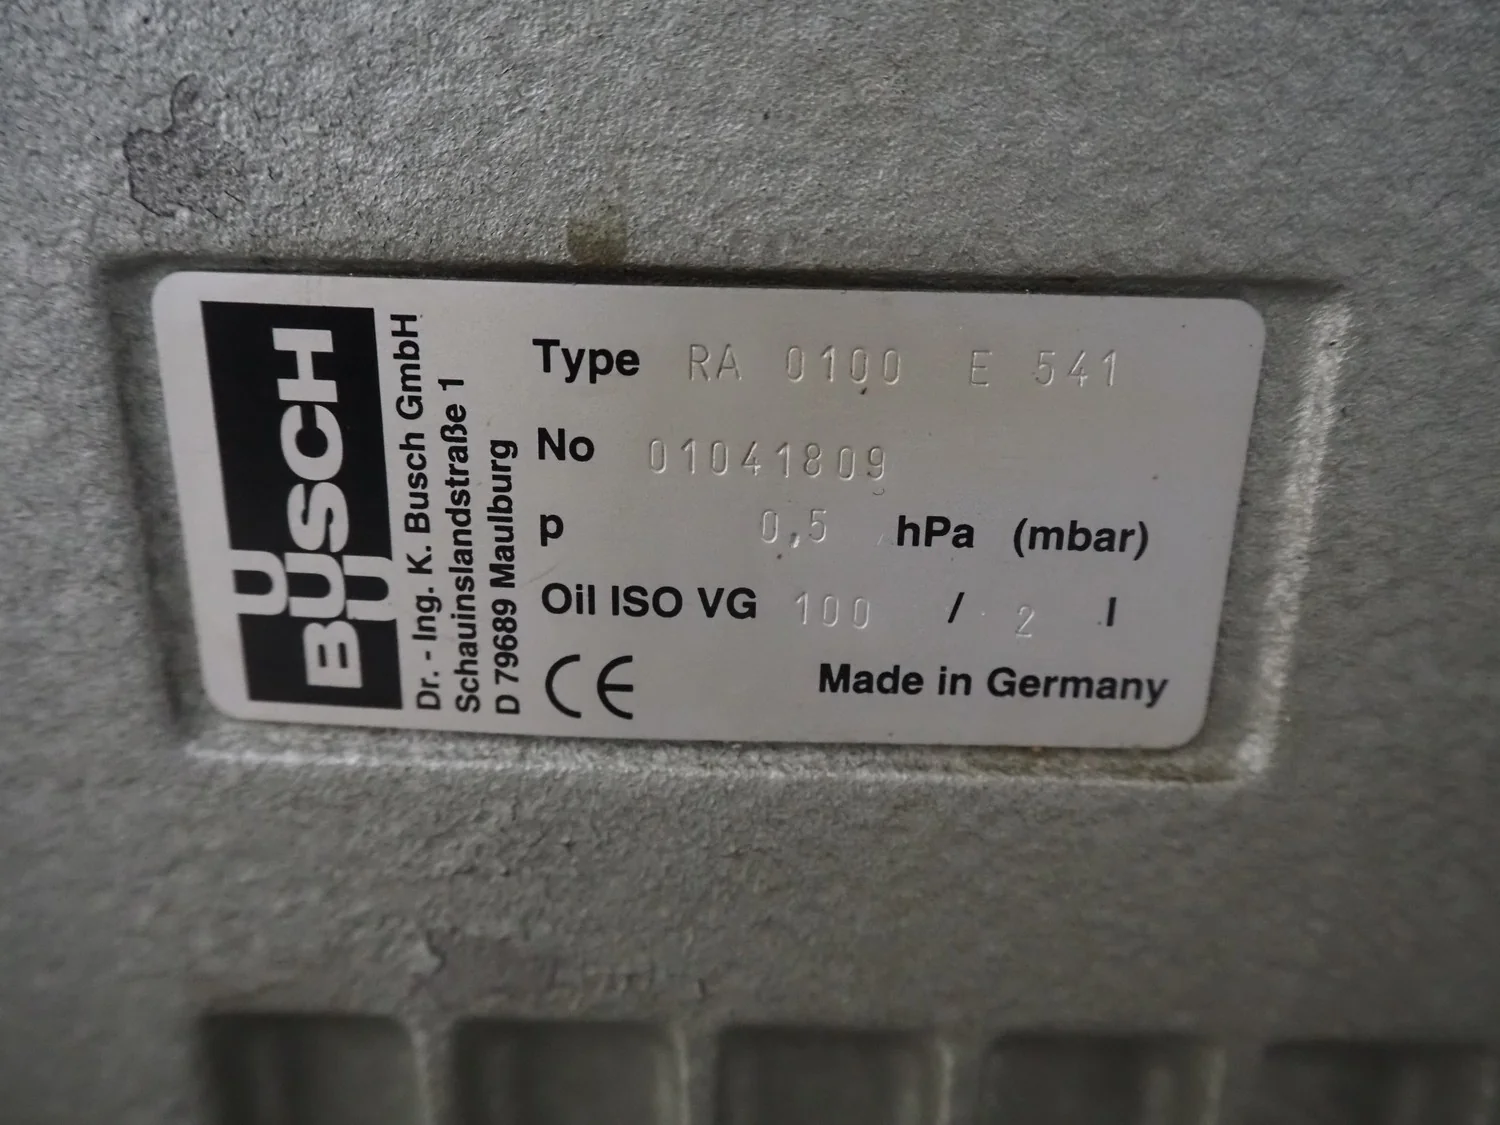 BUSCH
Dr. - Ing. K. Busch GmbH
Schauinslandstraße 1
D 79689 Maulburg
Type RA 0100 E 541
No 01041809
p 0,5 hPa (mbar)
Oil ISO VG 100 / 2 l
CE
Made in Germany